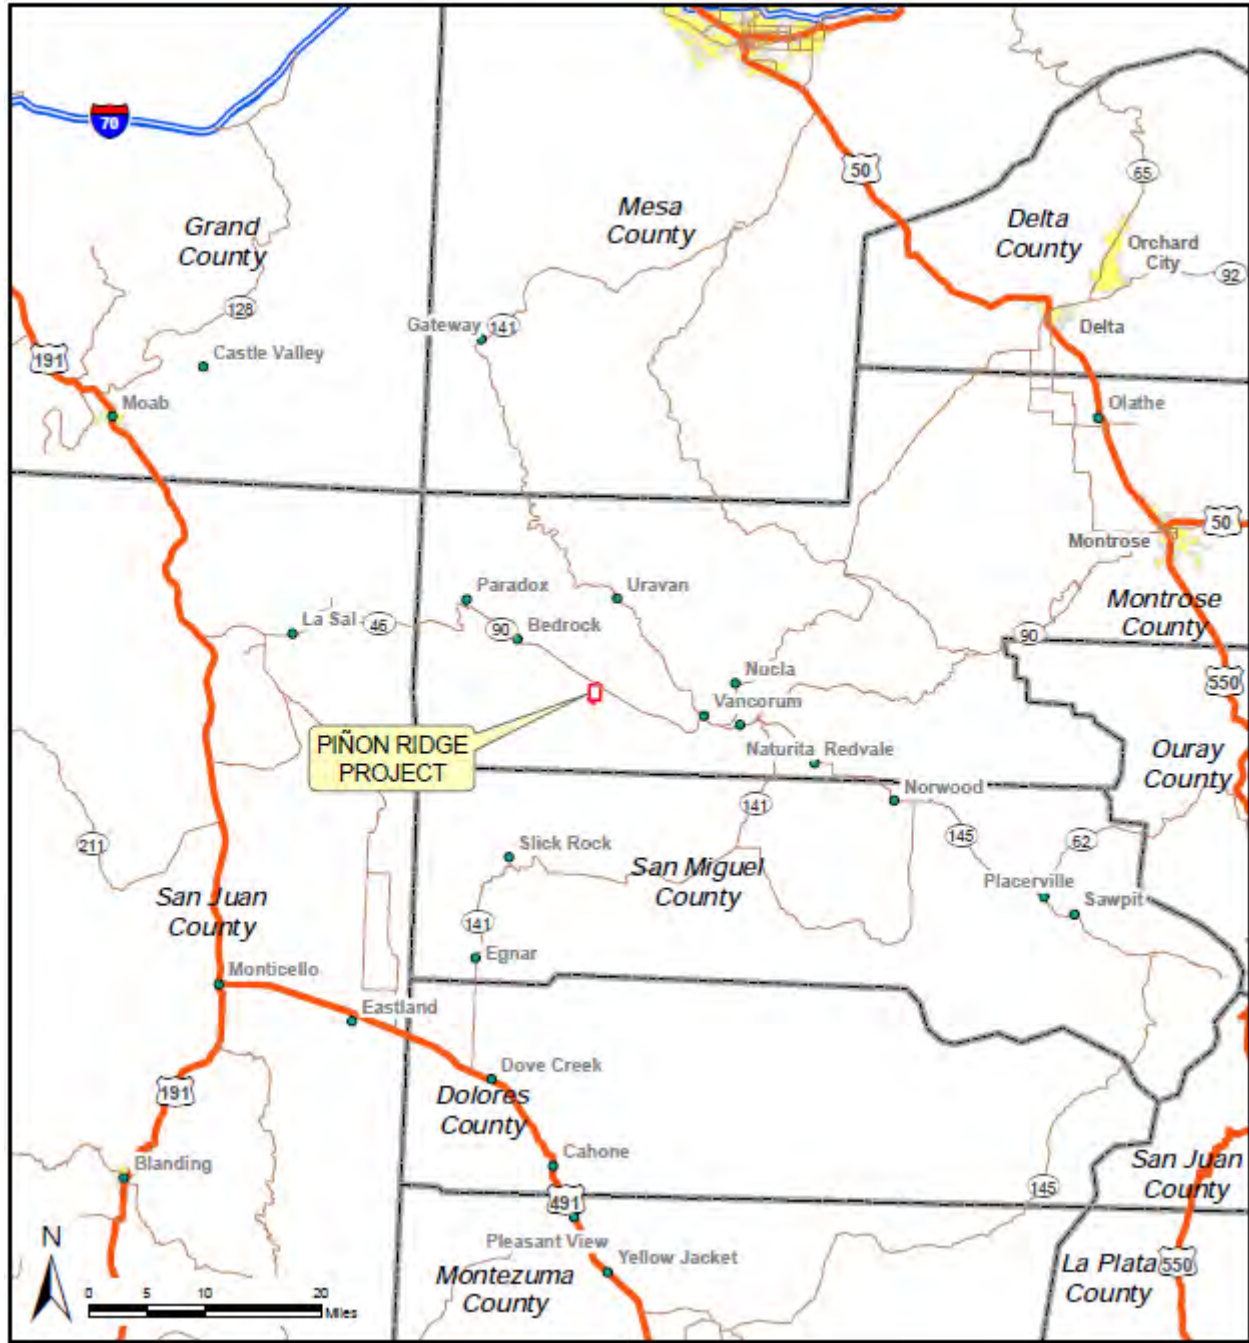 70
50
65
Grand
County
Mesa
County
Delta
County
Orchard
City
92
128
Gateway
141
Delta
191
Castle Valley
Moab
Olathe
50
Montrose
Paradox
Uravan
Montrose
County
La Sal
46
90
Bedrock
90
Nucla
550
Vancorum
PIÑON RIDGE
PROJECT
Naturita
Redvale
Ouray
County
Norwood
141
145
62
211
Slick Rock
San Miguel
County
Placerville
Sawpit
San Juan
County
141
Egnar
Monticello
Eastland
Dove Creek
191
Dolores
County
Cahone
Blanding
145
San Juan
County
491
N
Pleasant View
Yellow Jacket
Montezuma
County
La Plata
County
550
0
5
10
20
Miles